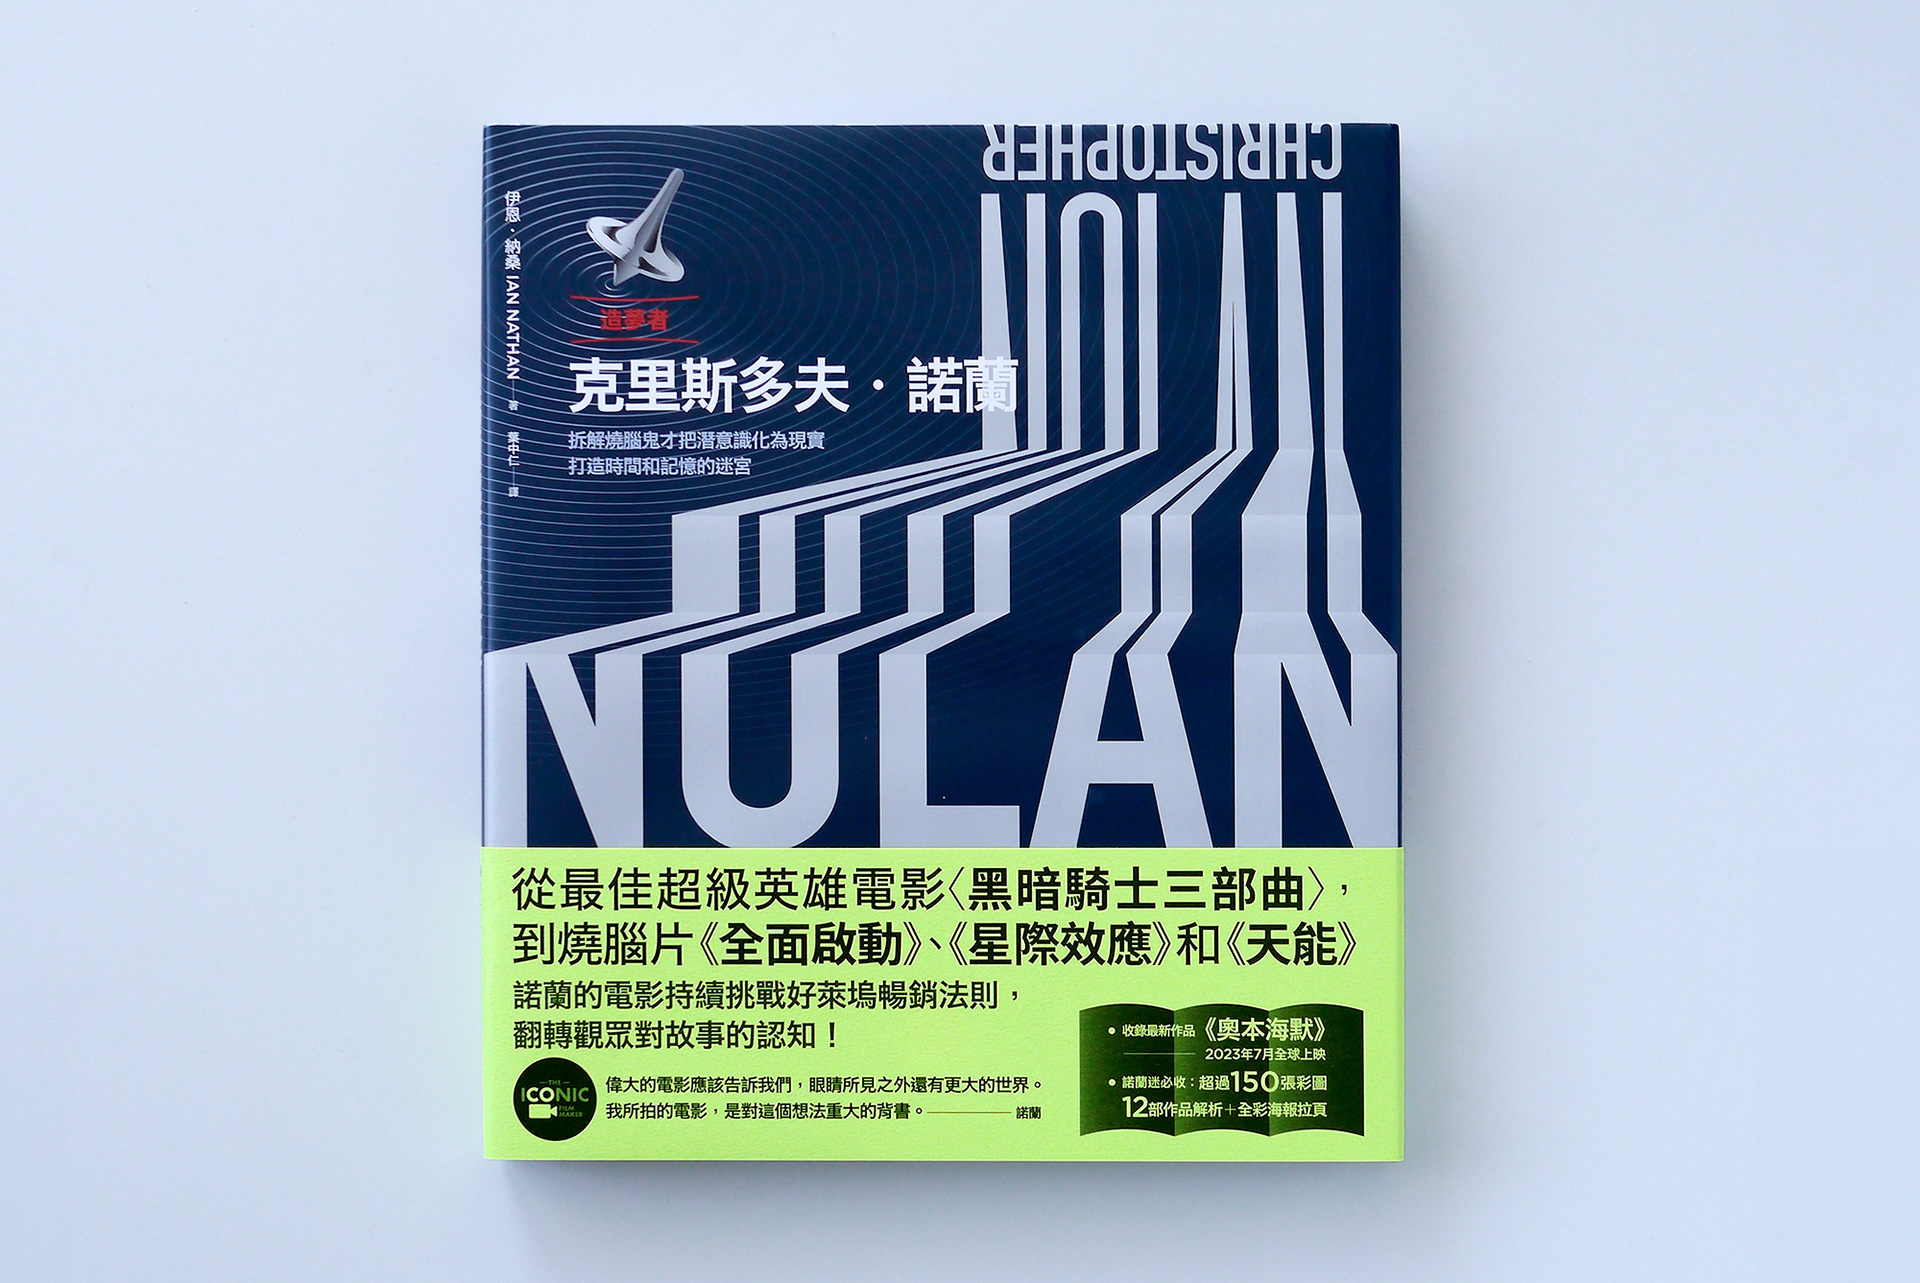 CHRISTOPHER
NOLAN
伊恩・納桑 IAN NATHAN——著
葉中仁——譯
造夢者
克里斯多夫・諾蘭
拆解燒腦鬼才把潛意識化為現實
打造時間和記憶的迷宮
NOLAN
從最佳超級英雄電影〈黑暗騎士三部曲〉，
到燒腦片《全面啟動》、《星際效應》和《天能》
諾蘭的電影持續挑戰好萊塢暢銷法則，
翻轉觀眾對故事的認知！
THE
ICONIC
FILM
MAKER
偉大的電影應該告訴我們，眼睛所見之外還有更大的世界。
我所拍的電影，是對這個想法重大的背書。——諾蘭
• 收錄最新作品《奧本海默》
——2023年7月全球上映
• 諾蘭迷必收：超過150張彩圖
12部作品解析＋全彩海報拉頁